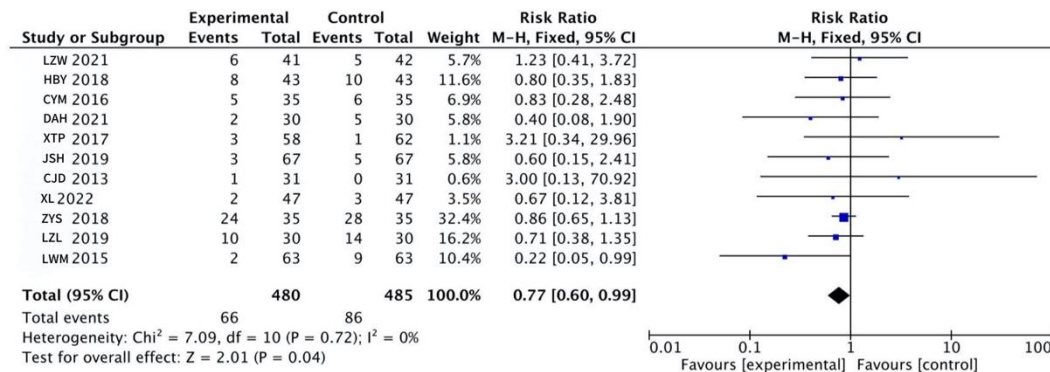 Experimental Control Risk Ratio Risk Ratio
Study or Subgroup Events Total Events Total Weight M-H, Fixed, 95% CI M-H, Fixed, 95% CI
LZW 2021 6 41 5 42 5.7% 1.23 [0.41, 3.72]
HBY 2018 8 43 10 43 11.6% 0.80 [0.35, 1.83]
CYM 2016 5 35 6 35 6.9% 0.83 [0.28, 2.48]
DAH 2021 2 30 5 30 5.7% 0.40 [0.08, 1.90]
XTP 2017 3 58 1 62 1.1% 3.21 [0.34, 29.96]
JSH 2019 3 67 5 67 5.8% 0.60 [0.15, 2.41]
CJD 2013 1 31 0 31 0.6% 3.00 [0.13, 70.92]
XL 2022 2 47 3 47 3.5% 0.67 [0.12, 3.81]
ZYS 2018 24 35 28 35 32.4% 0.86 [0.65, 1.13]
LZL 2019 10 30 14 30 16.2% 0.71 [0.38, 1.35]
LWM 2015 2 63 9 63 10.4% 0.22 [0.05, 0.99]
Total (95% CI) 480 485 100.0% 0.77 [0.60, 0.99]
Total events 66 86
Heterogeneity: Chi² = 7.09, df = 10 (P = 0.72); I² = 0%
Test for overall effect: Z = 2.01 (P = 0.04)
0.01 0.1 1 10 100
Favours [experimental] Favours [control]